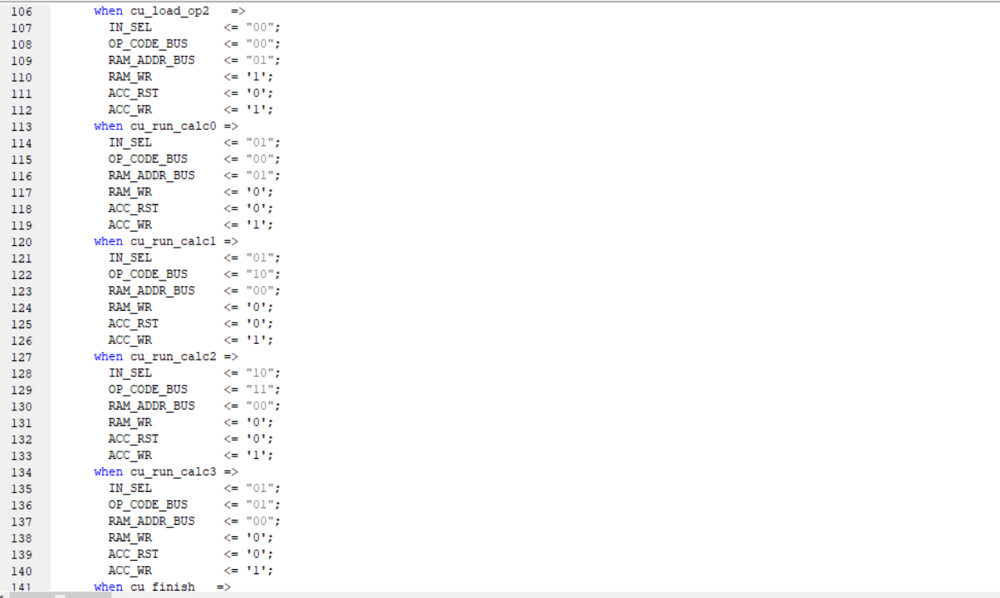 106 when cu_load_op2 =>
107 IN_SEL <= "00";
108 OP_CODE_BUS <= "00";
109 RAM_ADDR_BUS <= "01";
110 RAM_WR <= '1';
111 ACC_RST <= '0';
112 ACC_WR <= '1';
113 when cu_run_calc0 =>
114 IN_SEL <= "01";
115 OP_CODE_BUS <= "00";
116 RAM_ADDR_BUS <= "01";
117 RAM_WR <= '0';
118 ACC_RST <= '0';
119 ACC_WR <= '1';
120 when cu_run_calc1 =>
121 IN_SEL <= "01";
122 OP_CODE_BUS <= "10";
123 RAM_ADDR_BUS <= "00";
124 RAM_WR <= '0';
125 ACC_RST <= '0';
126 ACC_WR <= '1';
127 when cu_run_calc2 =>
128 IN_SEL <= "10";
129 OP_CODE_BUS <= "11";
130 RAM_ADDR_BUS <= "00";
131 RAM_WR <= '0';
132 ACC_RST <= '0';
133 ACC_WR <= '1';
134 when cu_run_calc3 =>
135 IN_SEL <= "01";
136 OP_CODE_BUS <= "01";
137 RAM_ADDR_BUS <= "00";
138 RAM_WR <= '0';
139 ACC_RST <= '0';
140 ACC_WR <= '1';
141 when cu_finish =>